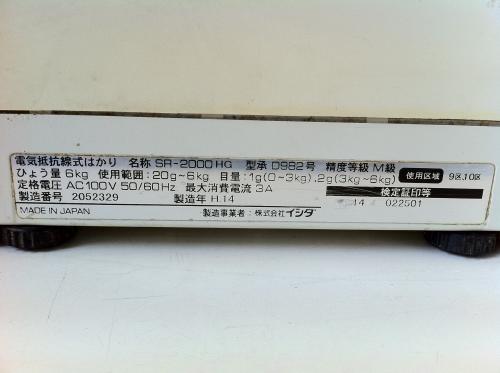 電気抵抗線式はかり 名称 SR-2000HG 型承 D982号 精度等級 M級
ひょう量 6kg 使用範囲:20g~6kg 目量:1g(0~3kg),2g(3kg~6kg) 使用区域 9区,10区
定格電圧 AC100V 50/60Hz 最大消費電流 3A 検定証印等
製造番号 2052329 製造年 H.14 14 022501
MADE IN JAPAN 製造事業者:株式会社イシダ